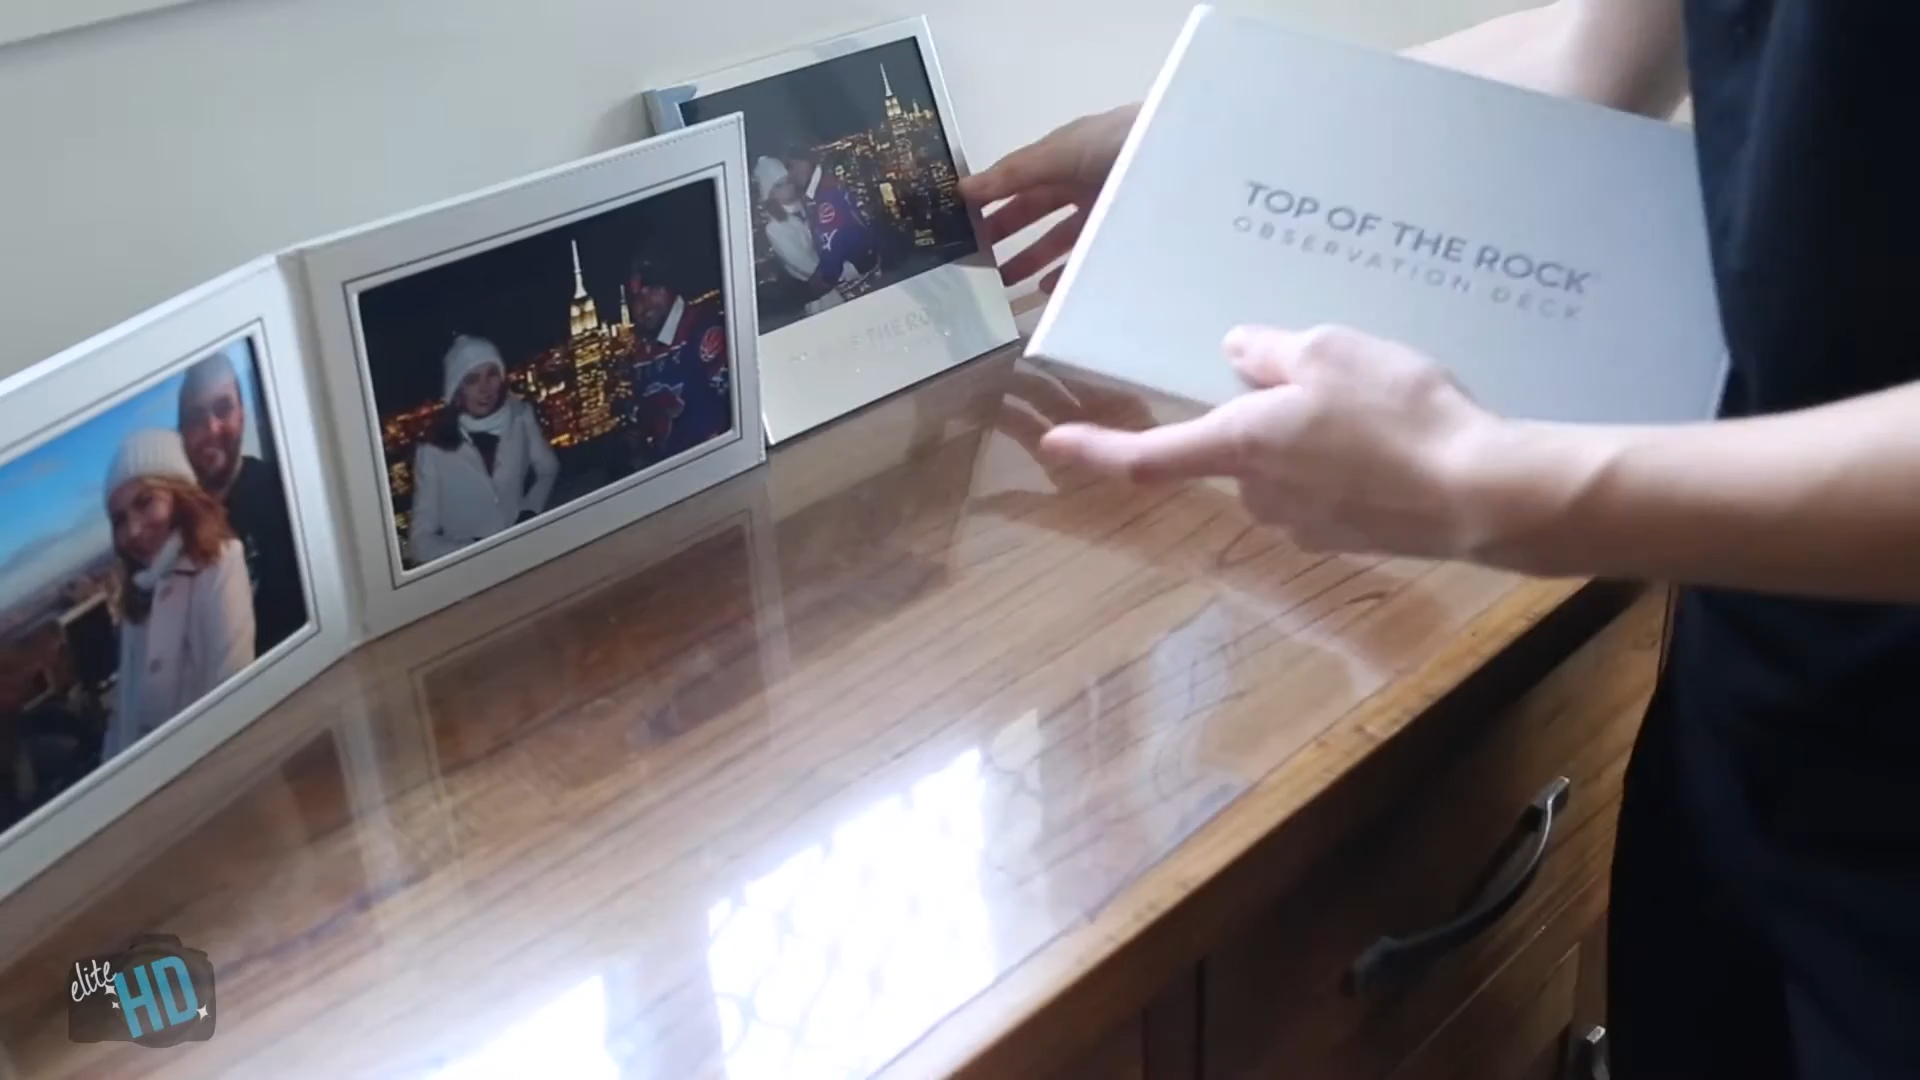 TOP OF THE ROCK
OBSERVATION DECK
elite
HD